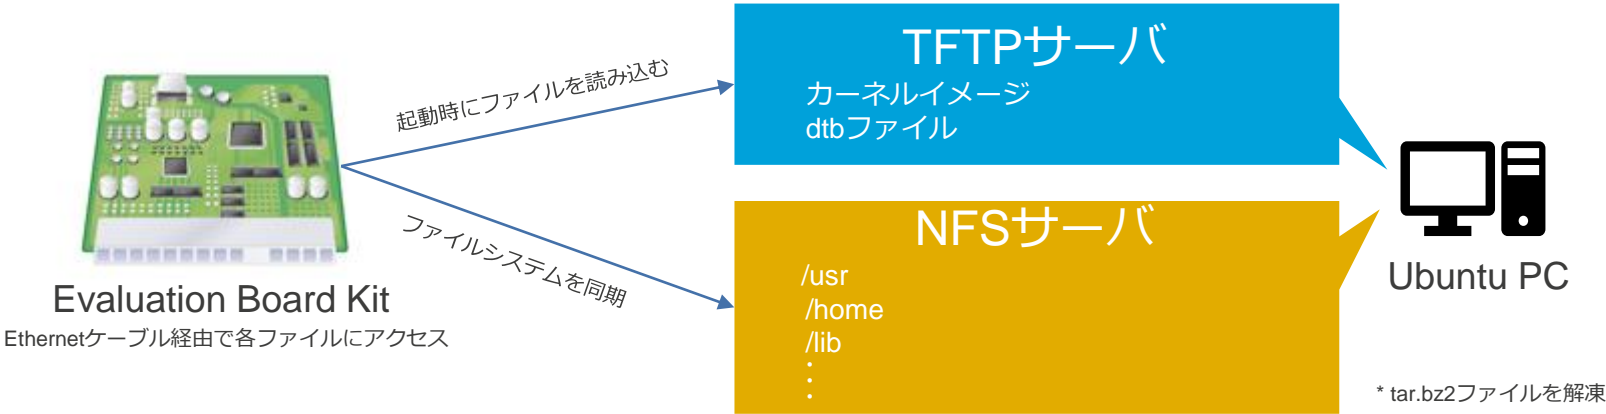 TFTPサーバ
カーネルイメージ
dtbファイル
起動時にファイルを読み込む
ファイルシステムを同期
NFSサーバ
/usr
/home
/lib
⋮
Evaluation Board Kit
Ethernetケーブル経由で各ファイルにアクセス
Ubuntu PC
* tar.bz2ファイルを解凍